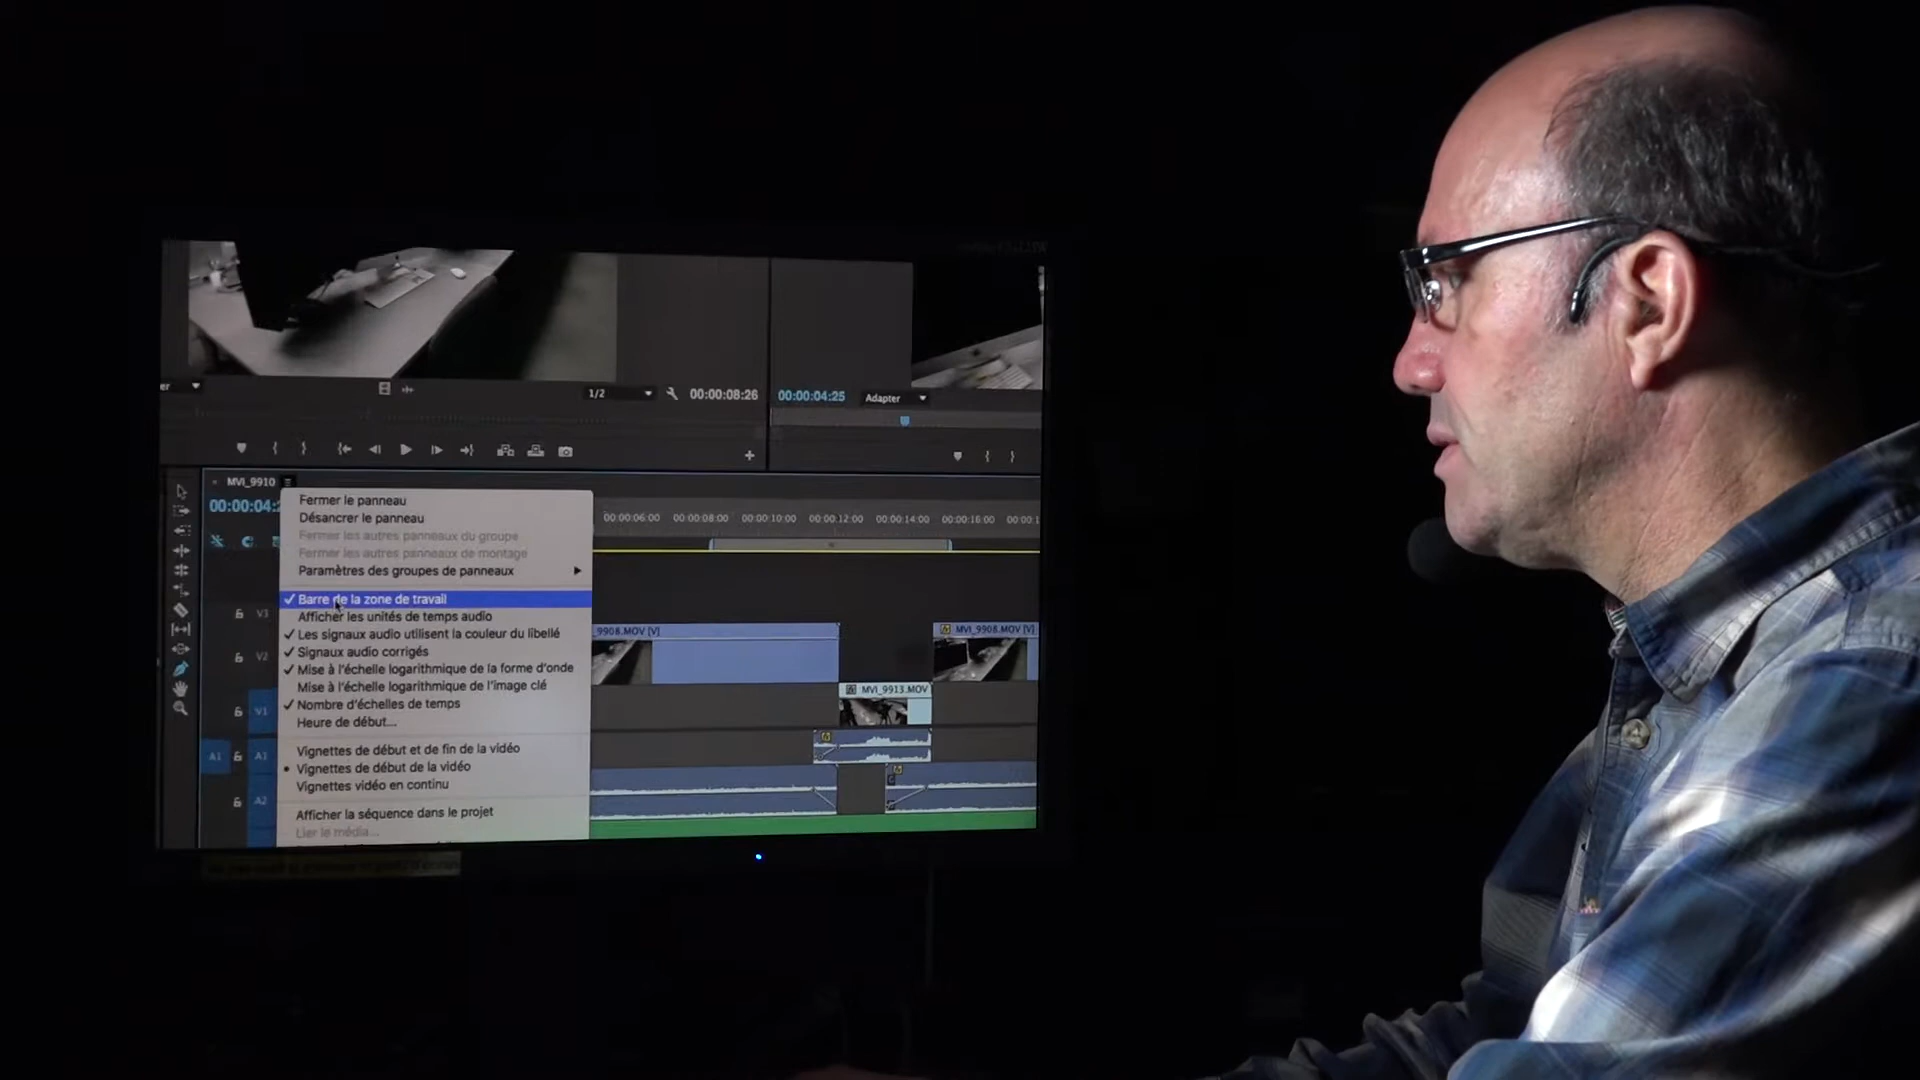 er
1/2
00:00:08:26
00:00:04:25
Adapter
MVI_9910
00:00:04:
00:00:06:00
00:00:08:00
00:00:10:00
00:00:12:00
00:00:14:00
00:00:16:00
00:00:1
Fermer le panneau
Désancrer le panneau
Fermer les autres panneaux du groupe
Fermer les autres panneaux de montage
Paramètres des groupes de panneaux
Barre de la zone de travail
Afficher les unités de temps audio
Les signaux audio utilisent la couleur du libellé
Signaux audio corrigés
Mise à l'échelle logarithmique de la forme d'onde
Mise à l'échelle logarithmique de l'image clé
Nombre d'échelles de temps
Heure de début...
Vignettes de début et de fin de la vidéo
Vignettes de début de la vidéo
Vignettes vidéo en continu
Afficher la séquence dans le projet
Lier le média...
V3
V2
V1
A1
A1
A2
9908.MOV [V]
MVI_9908.MOV [V]
MVI_9913.MOV